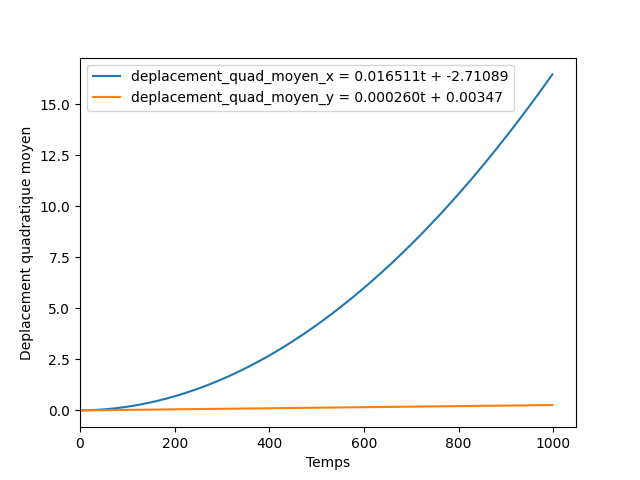 deplacement_quad_moyen_x = 0.016511t + -2.71089
deplacement_quad_moyen_y = 0.000260t + 0.00347
Deplacement quadratique moyen
15.0
12.5
10.0
7.5
5.0
2.5
0.0
0 200 400 600 800 1000
Temps